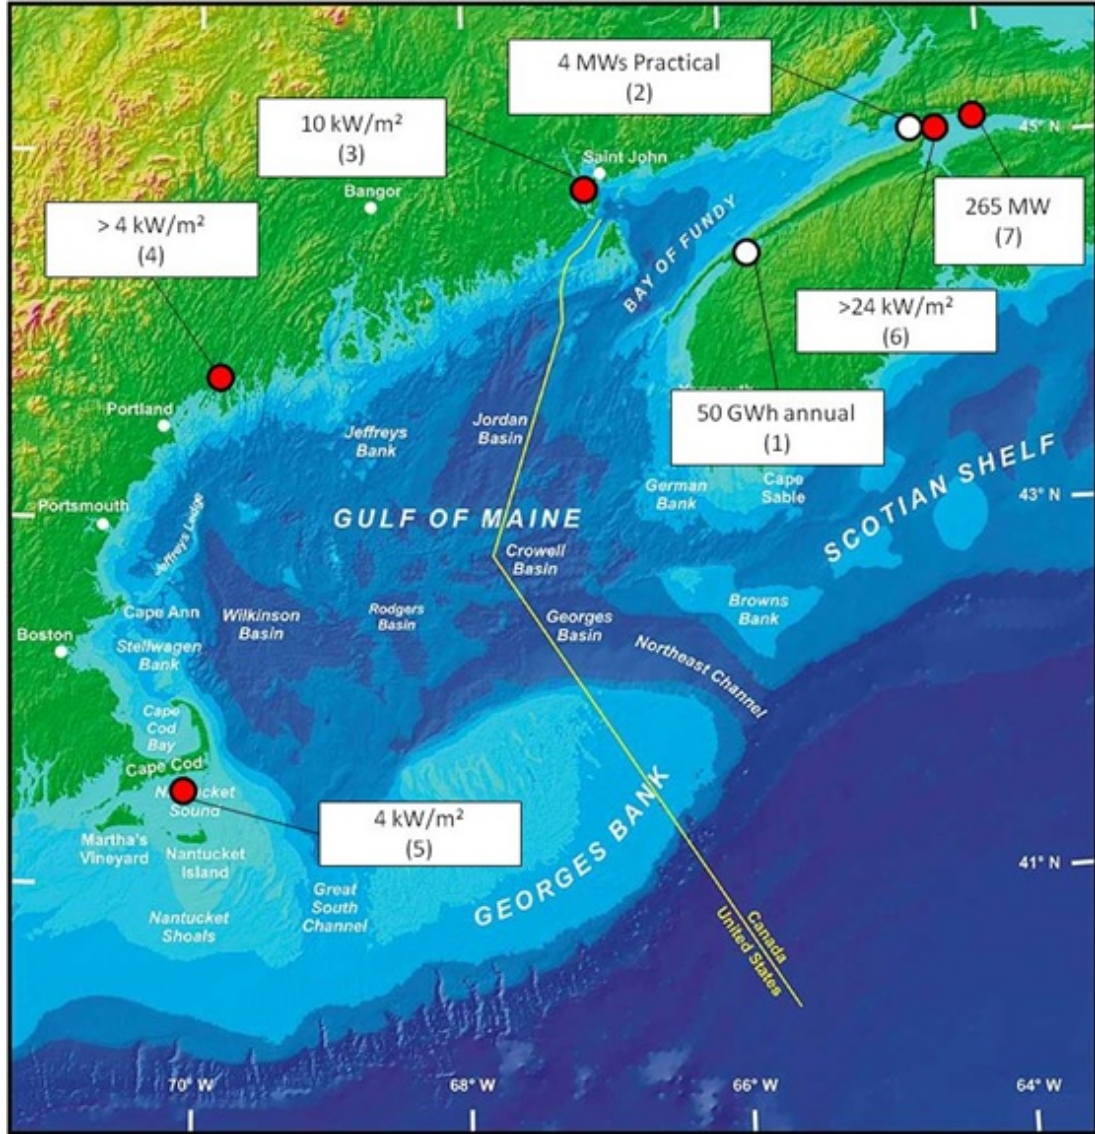 4 MWs Practical
(2)
10 kW/m²
(3)
Saint John
45° N
Bangor
> 4 kW/m²
(4)
265 MW
(7)
BAY OF FUNDY
>24 kW/m²
(6)
Portland
50 GWh annual
(1)
Jordan
Basin
Jeffreys
Bank
German
Bank
Cape
Sable
43° N
SCOTIAN SHELF
Portsmouth
Jeffreys Ledge
GULF OF MAINE
Crowell
Basin
Cape Ann
Wilkinson
Basin
Rodgers
Basin
Georges
Basin
Browns
Bank
Boston
Stellwagen
Bank
Northeast Channel
Cape
Cod
Bay
Cape Cod
Sound
4 kW/m²
(5)
Martha's
Vineyard
Nantucket
Island
GEORGES BANK
41° N
Great
South
Channel
Nantucket
Shoals
Canada
United States
70° W
68° W
66° W
64° W